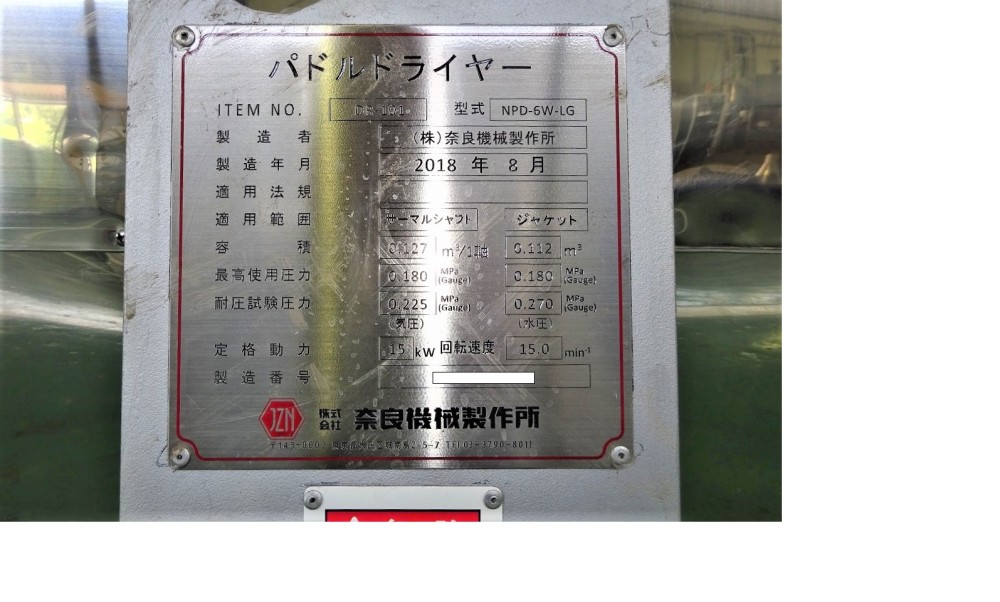 パドルドライヤー
ITEM NO. 型式 NPD-6W-LG
製造者 (株)奈良機械製作所
製造年月 2018 年 8 月
適用法規
適用範囲 サーマルシャフト ジャケット
容積 0.127 m³/1軸 0.112 m³
最高使用圧力 0.180 MPa (Gauge) 0.180 MPa (Gauge)
耐圧試験圧力 0.225 MPa (Gauge) 0.270 MPa (Gauge)
(気圧) (水圧)
定格動力 15 kW 回転速度 15.0 min⁻¹
製造番号
JZN 株式会社 奈良機械製作所
TEL 03-3790-8011